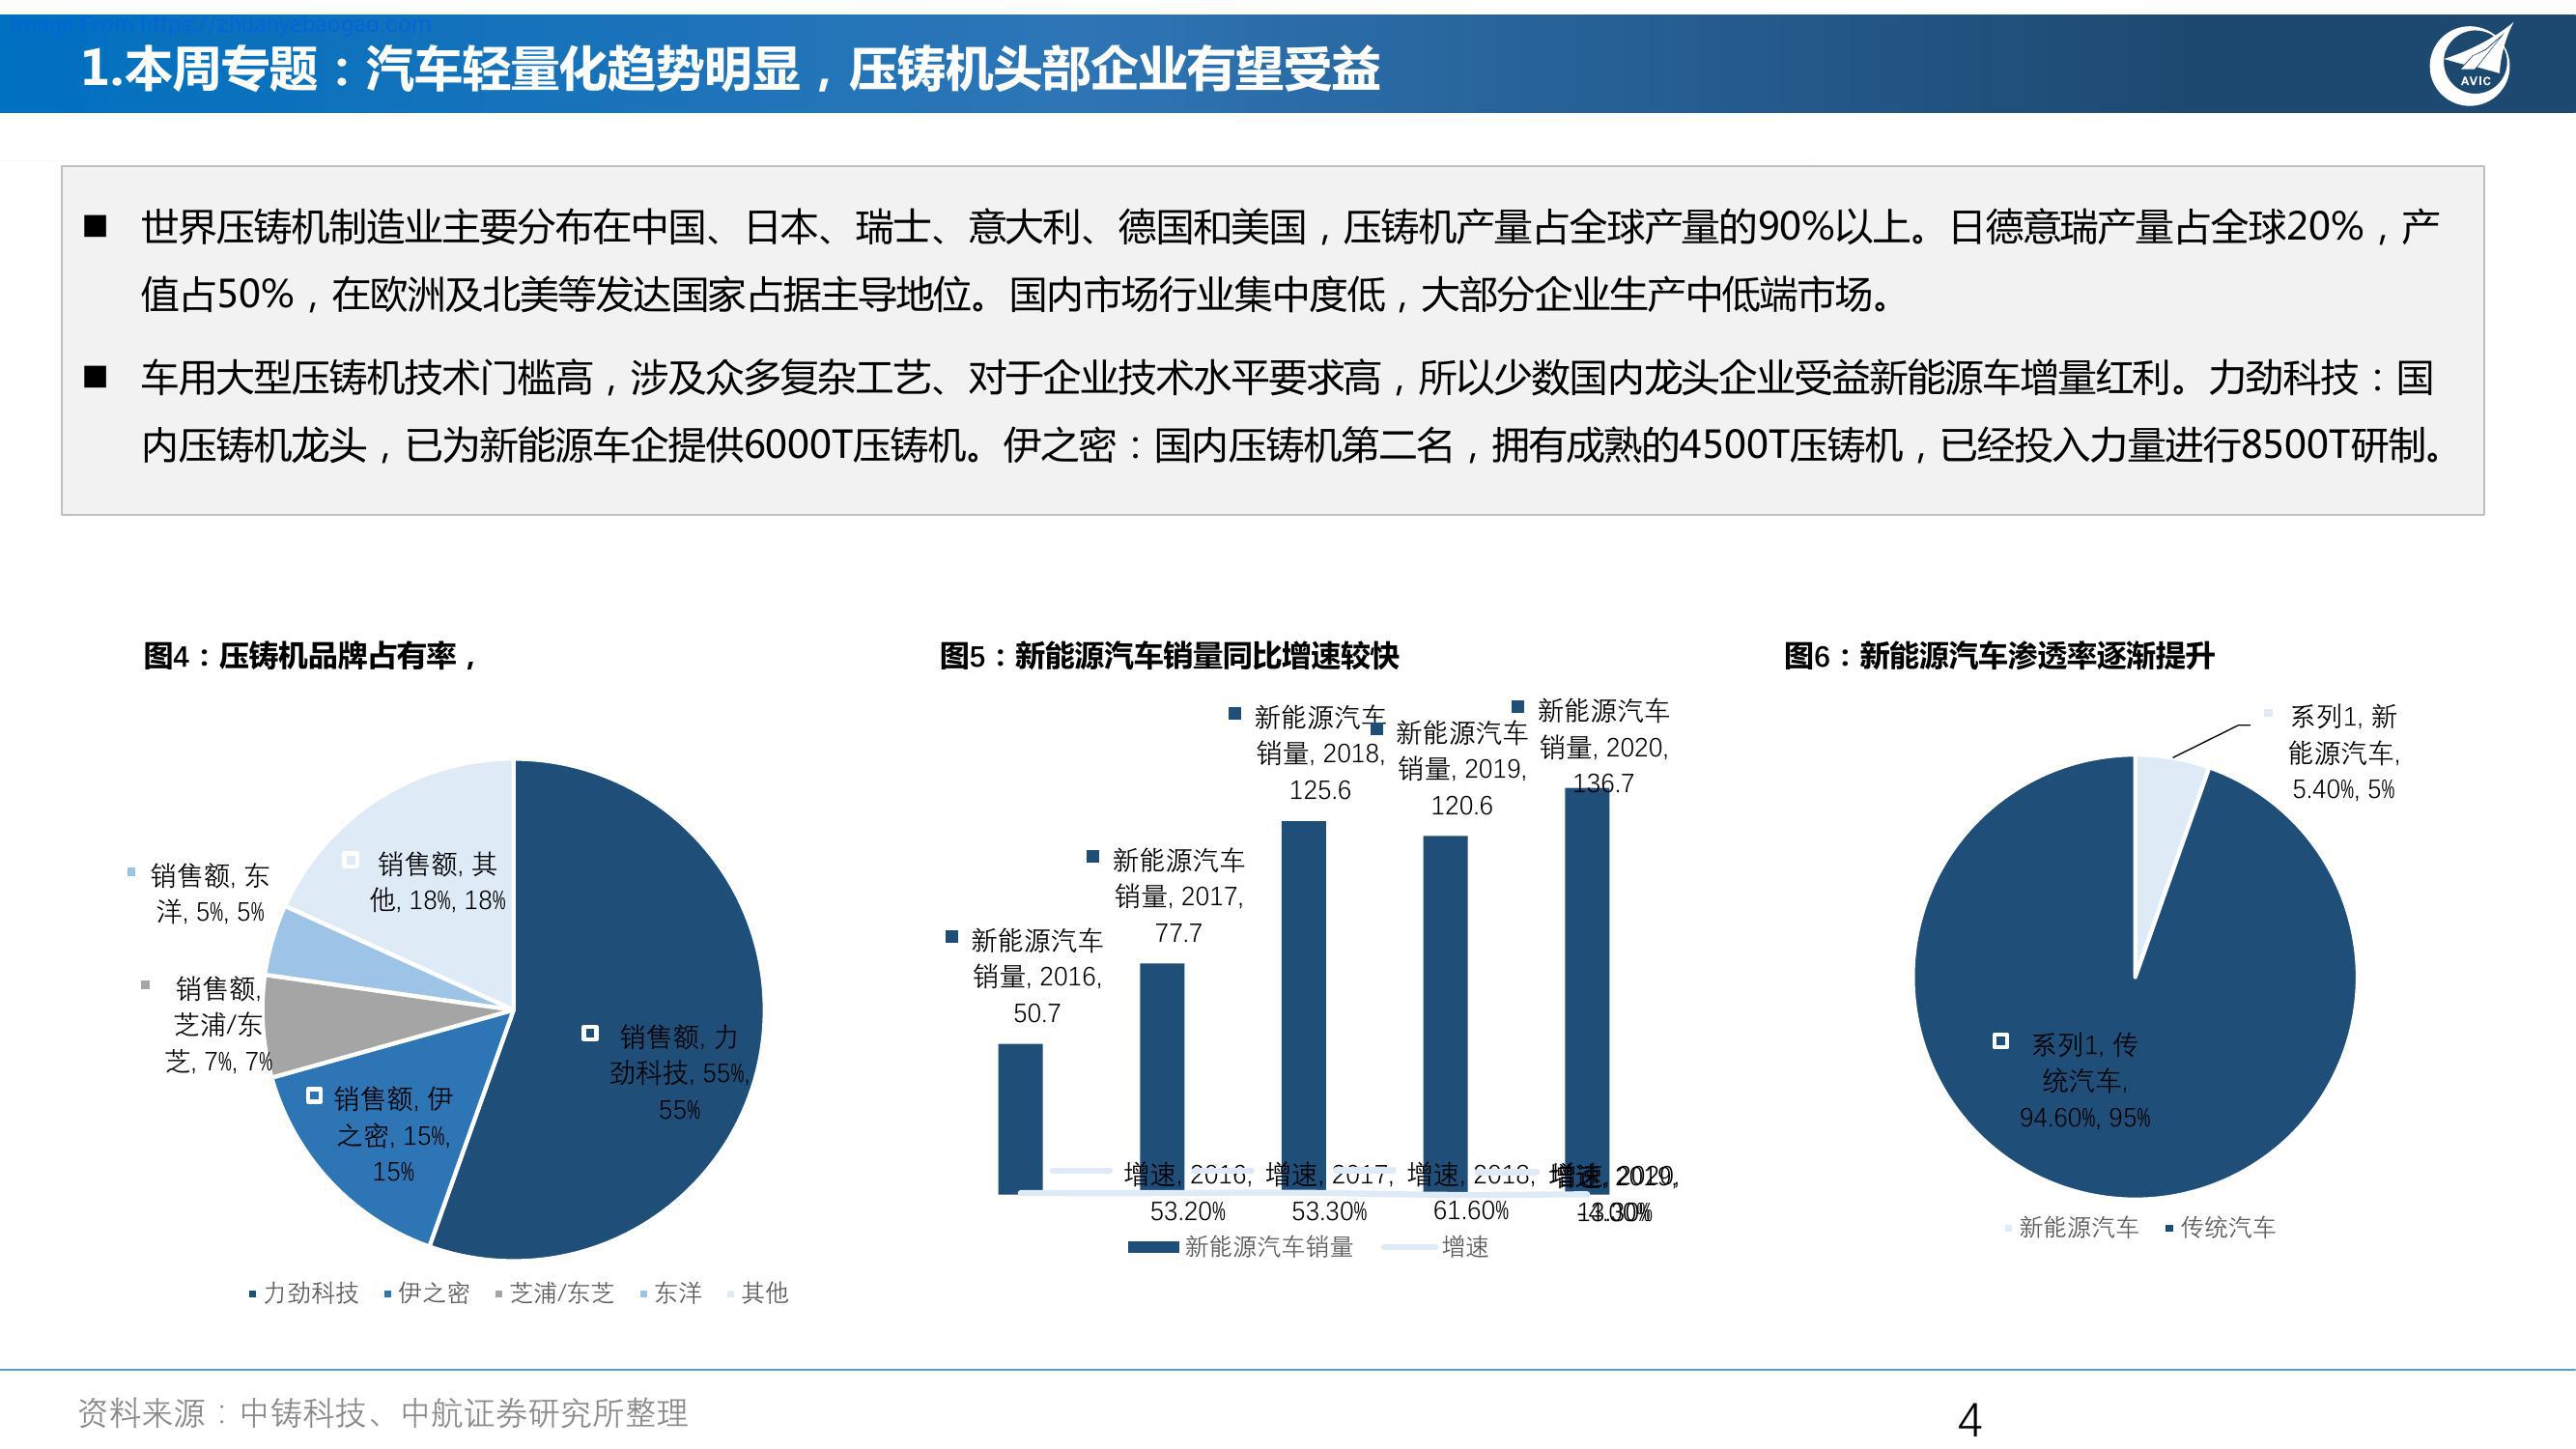 Image From https://zhuanyebaogao.com
1.本周专题：汽车轻量化趋势明显，压铸机头部企业有望受益
AVIC
■ 世界压铸机制造业主要分布在中国、日本、瑞士、意大利、德国和美国，压铸机产量占全球产量的90%以上。日德意瑞产量占全球20%，产
值占50%，在欧洲及北美等发达国家占据主导地位。国内市场行业集中度低，大部分企业生产中低端市场。
■ 车用大型压铸机技术门槛高，涉及众多复杂工艺、对于企业技术水平要求高，所以少数国内龙头企业受益新能源车增量红利。力劲科技：国
内压铸机龙头，已为新能源车企提供6000T压铸机。伊之密：国内压铸机第二名，拥有成熟的4500T压铸机，已经投入力量进行8500T研制。
图4：压铸机品牌占有率，
销售额, 其
他, 18%, 18%
销售额, 东
洋, 5%, 5%
销售额,
芝浦/东
芝, 7%, 7%
销售额, 伊
之密, 15%,
15%
销售额, 力
劲科技, 55%,
55%
力劲科技 伊之密 芝浦/东芝 东洋 其他
图5：新能源汽车销量同比增速较快
新能源汽车
销量, 2016,
50.7
新能源汽车
销量, 2017,
77.7
新能源汽车
销量, 2018,
125.6
新能源汽车
销量, 2019,
120.6
新能源汽车
销量, 2020,
136.7
增速, 2016,
53.20%
增速, 2017,
53.30%
增速, 2018,
61.60%
增速, 2019,
增速, 2020,
新能源汽车销量 增速
图6：新能源汽车渗透率逐渐提升
系列1, 新
能源汽车,
5.40%, 5%
系列1, 传
统汽车,
94.60%, 95%
新能源汽车 传统汽车
资料来源：中铸科技、中航证券研究所整理
4